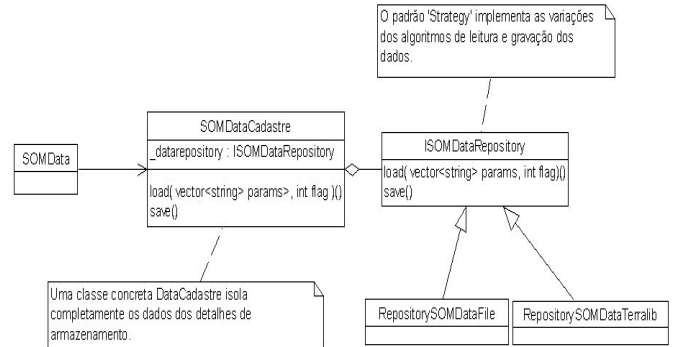 O padrão 'Strategy' implementa as variações
dos algoritmos de leitura e gravação dos
dados.
SOMData
SOMDataCadastre
_datarepository : ISOMDataRepository
load( vector<string> params> , int flag )()
save()
ISOMDataRepository
load( vector<string> params, int flag)()
save()
Uma classe concreta DataCadastre isola
completamente os dados dos detalhes de
armazenamento.
RepositorySOMDataFile
RepositorySOMDataTerralib